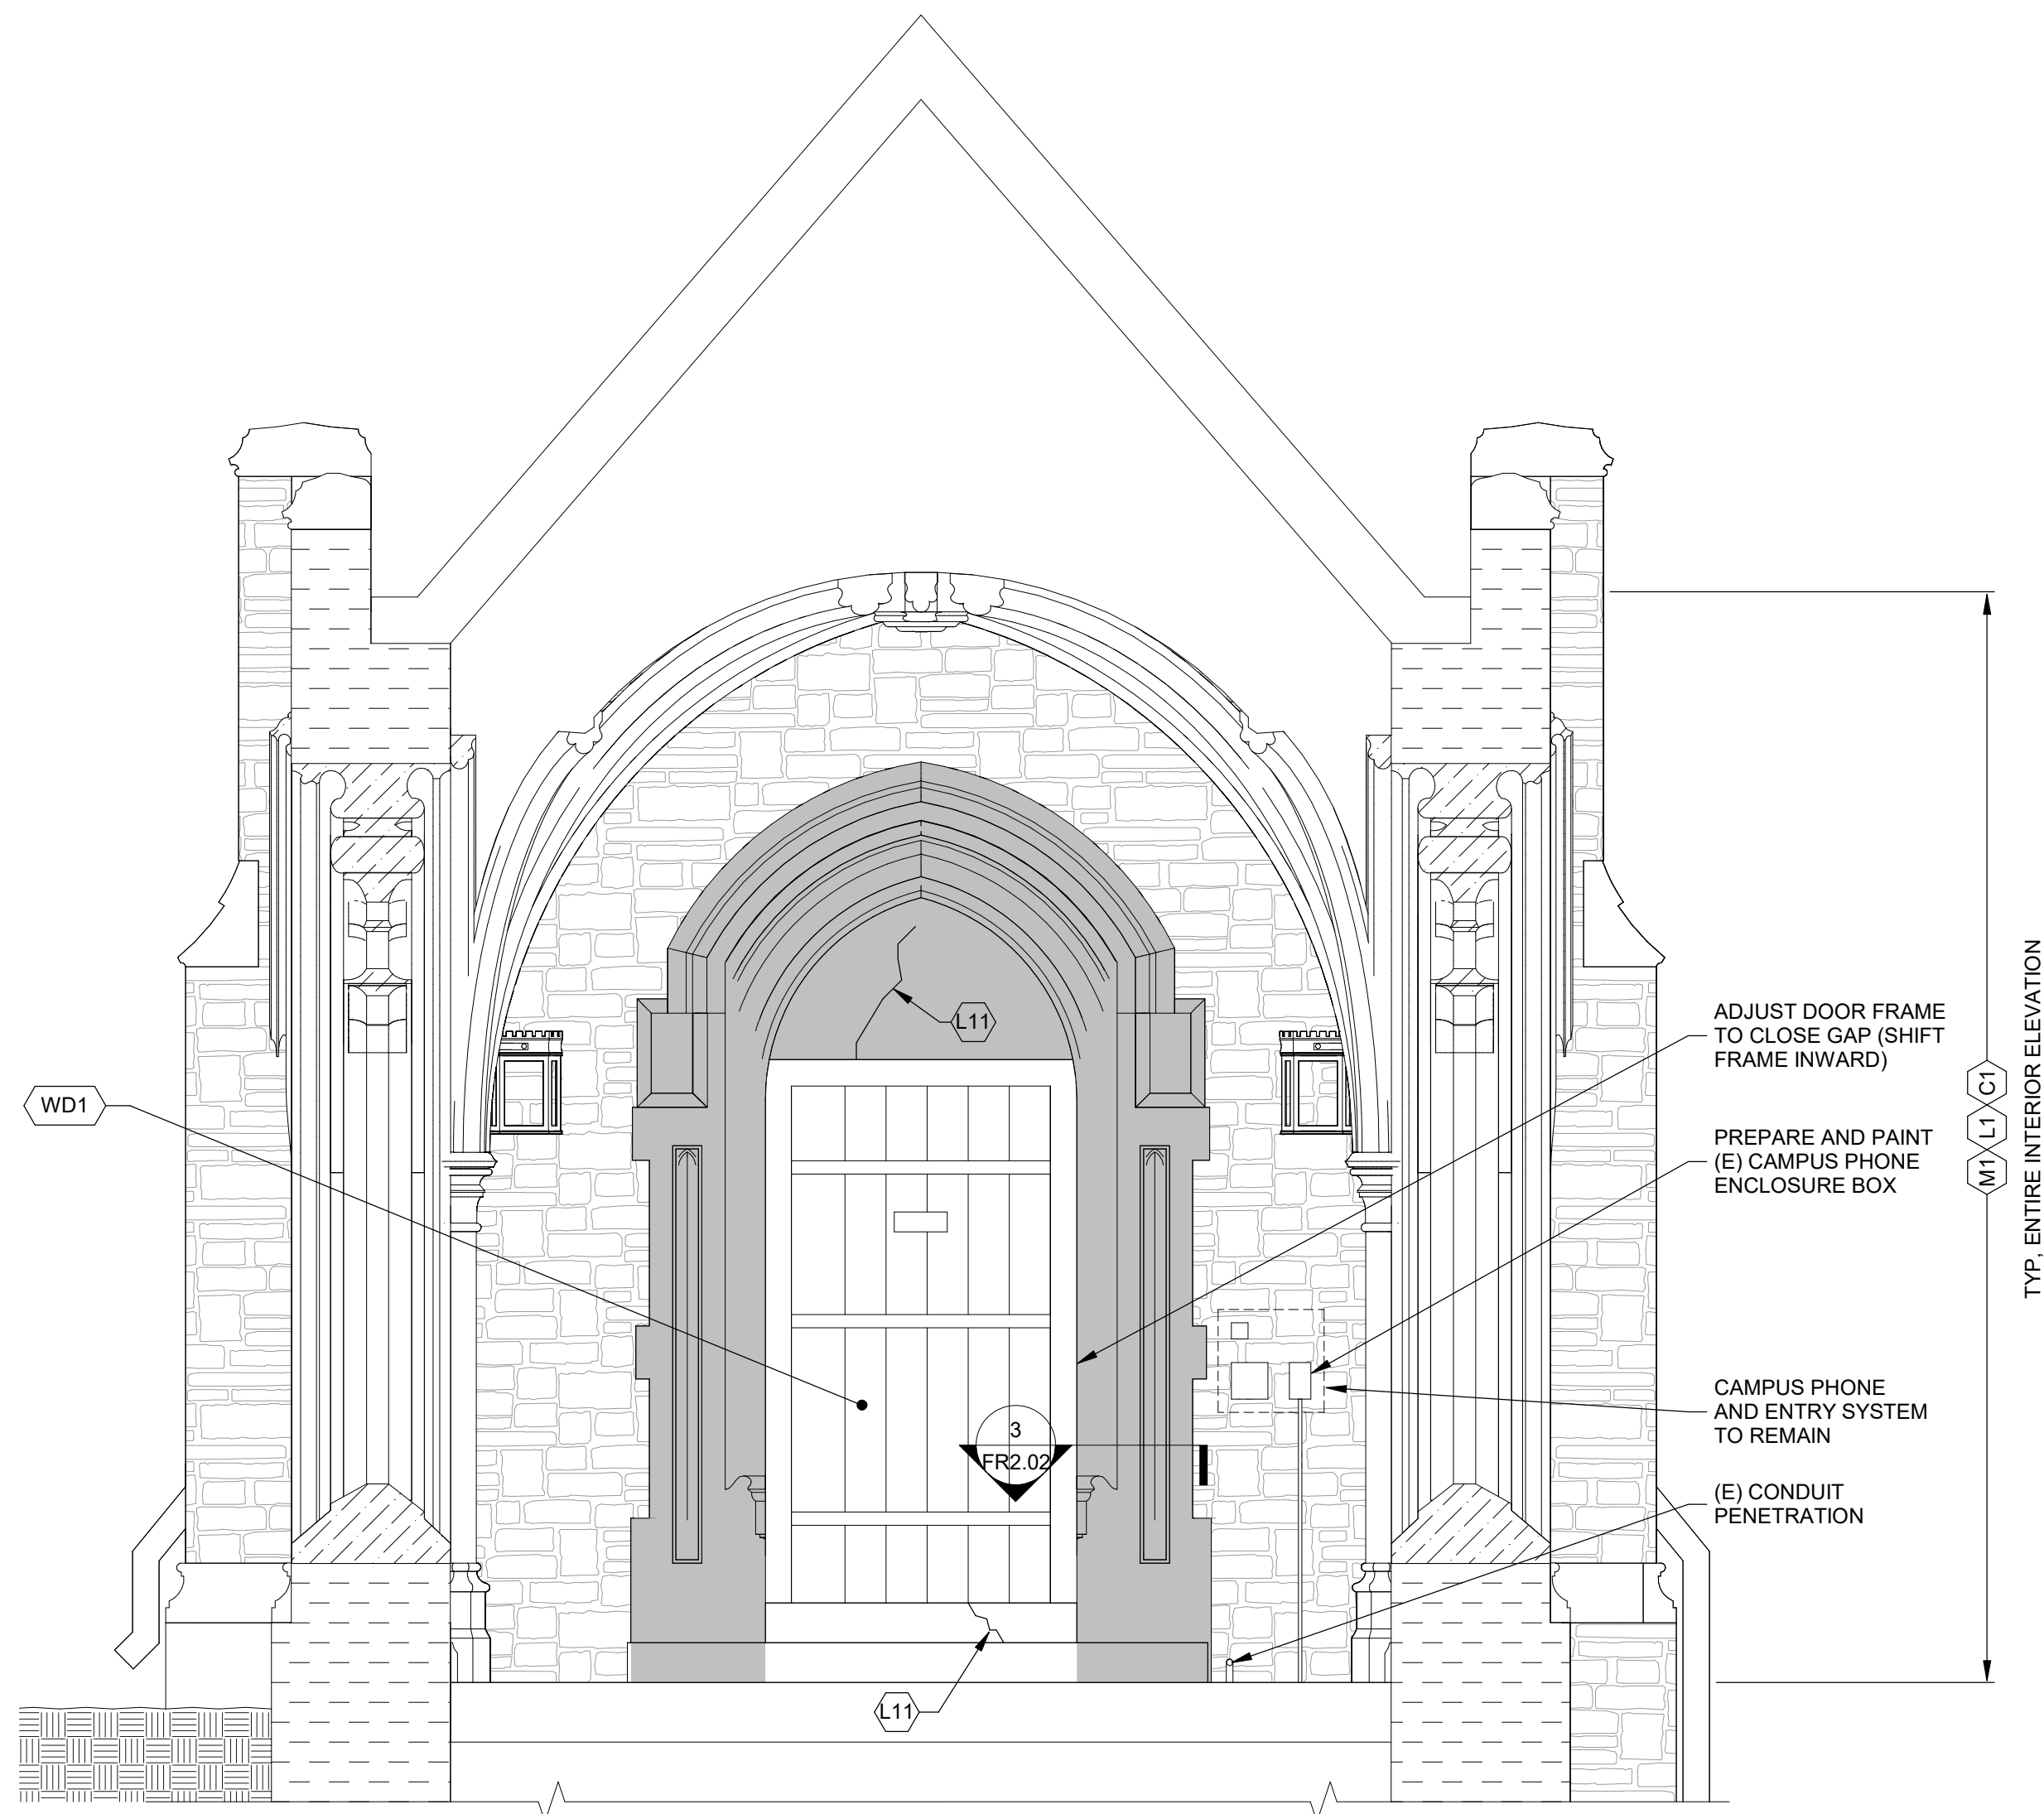 L11
WD1
ADJUST DOOR FRAME
TO CLOSE GAP (SHIFT
FRAME INWARD)
PREPARE AND PAINT
(E) CAMPUS PHONE
ENCLOSURE BOX
M1 L1 C1
TYP, ENTIRE INTERIOR ELEVATION
CAMPUS PHONE
AND ENTRY SYSTEM
TO REMAIN
3
FR2.02
(E) CONDUIT
PENETRATION
L11